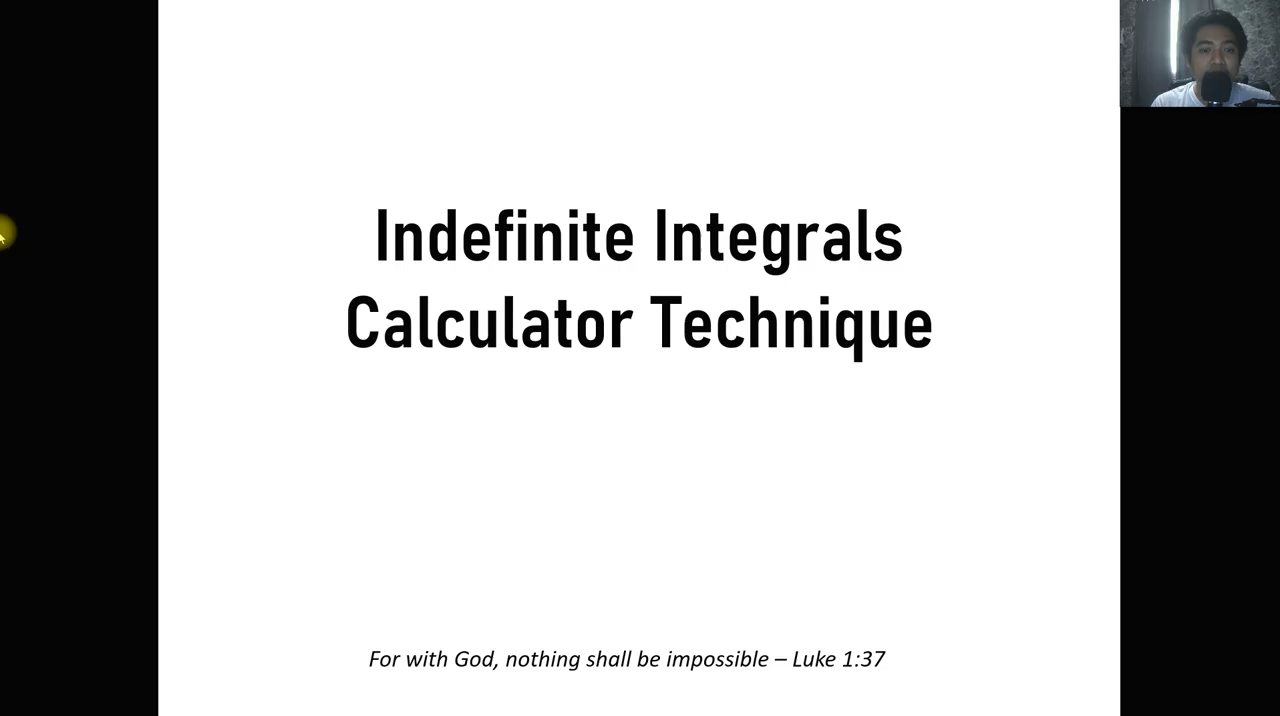 Indefinite Integrals
Calculator Technique
For with God, nothing shall be impossible – Luke 1:37